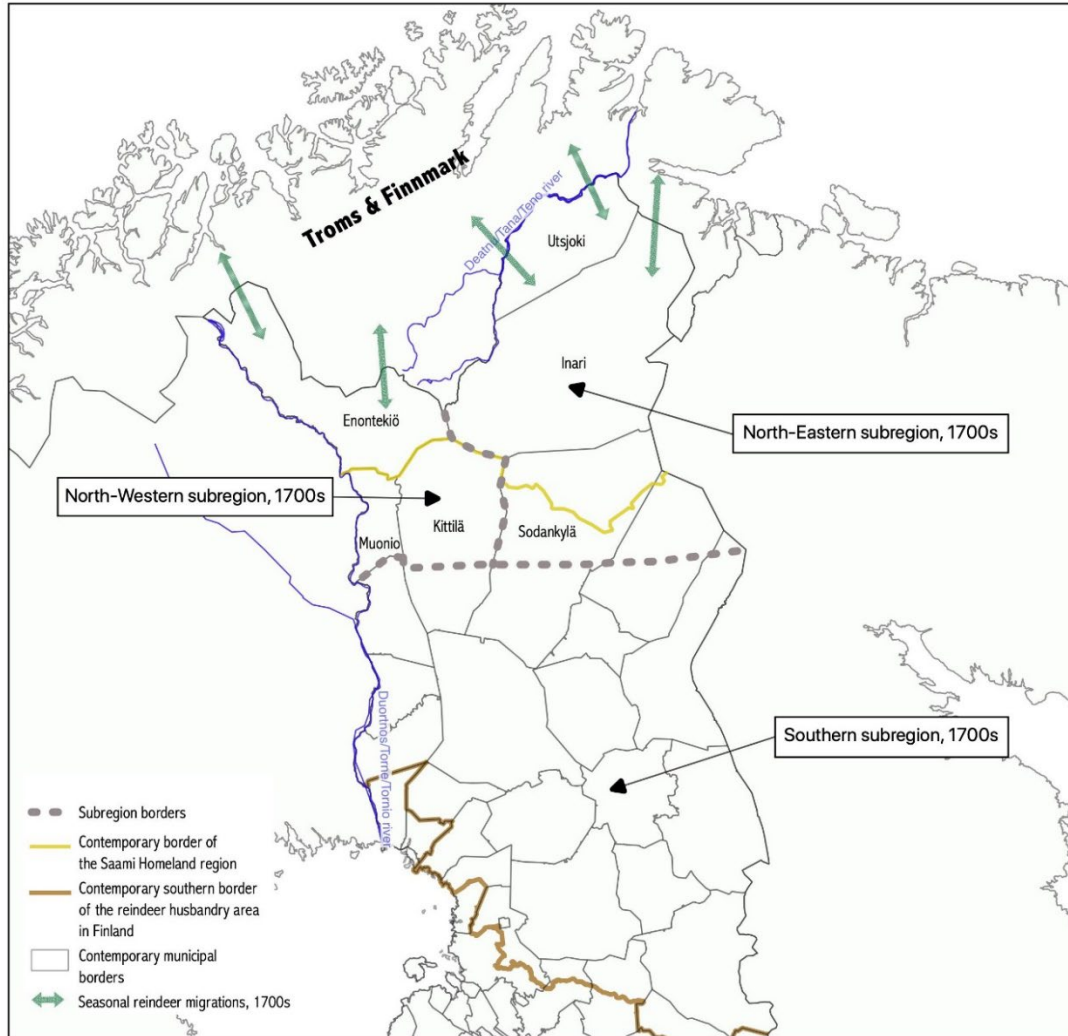 Troms & Finnmark
Deatnu/Tana/Teno river
Utsjoki
Inari
Enontekiö
North-Eastern subregion, 1700s
North-Western subregion, 1700s
Kittilä
Sodankylä
Muonio
Duortnos/Torne/Tornio river
Southern subregion, 1700s
Subregion borders
Contemporary border of
the Saami Homeland region
Contemporary southern border
of the reindeer husbandry area
in Finland
Contemporary municipal
borders
Seasonal reindeer migrations, 1700s